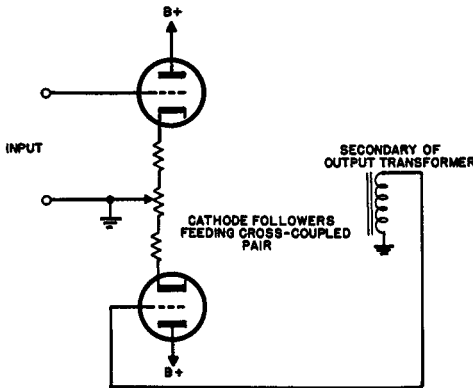 B+
INPUT
SECONDARY OF
OUTPUT TRANSFORMER
CATHODE FOLLOWERS
FEEDING CROSS-COUPLED
PAIR
B+